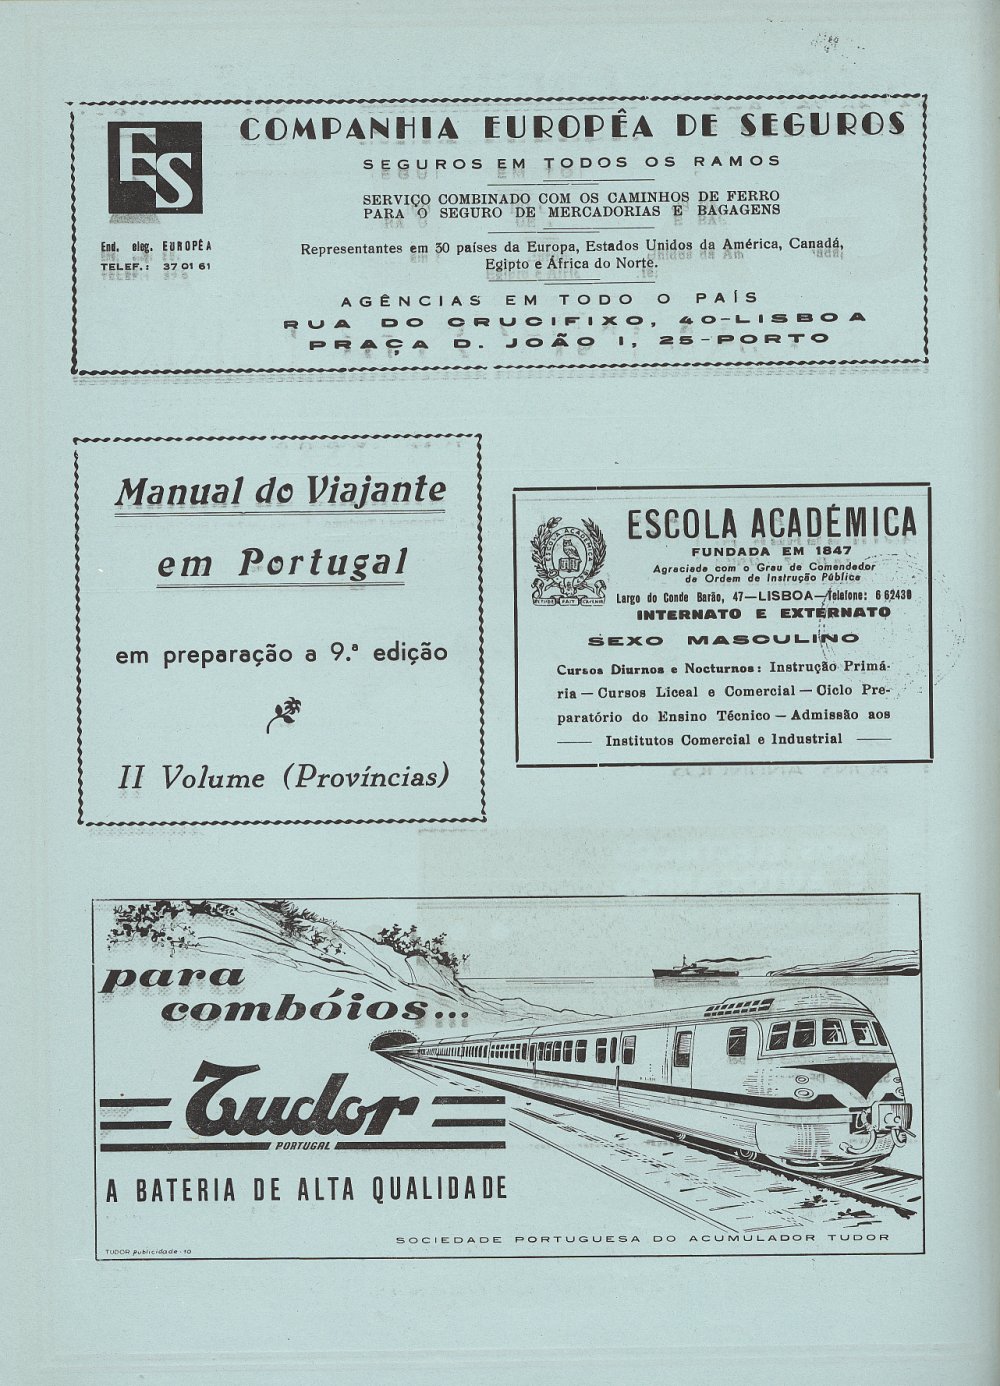 ES
COMPANHIA EUROPÊA DE SEGUROS
SEGUROS EM TODOS OS RAMOS
SERVIÇO COMBINADO COM OS CAMINHOS DE FERRO
PARA O SEGURO DE MERCADORIAS E BAGAGENS
End. eleg. EUROPÊA
TELEF.: 37 01 61
Representantes em 30 países da Europa, Estados Unidos da América, Canadá,
Egipto e África do Norte.
AGÊNCIAS EM TODO O PAÍS
RUA DO CRUCIFIXO, 40-LISBOA
PRAÇA D. JOÃO I, 25-PORTO
Manual do Viajante
em Portugal
em preparação a 9.ª edição
II Volume (Províncias)
ESCOLA ACADÉMICA
FUNDADA EM 1847
Agraciada com o Grau de Comendador
da Ordem de Instrução Pública
Largo do Conde Barão, 47—LISBOA—Telefone: 6 62430
INTERNATO E EXTERNATO
SEXO MASCULINO
Cursos Diurnos e Nocturnos: Instrução Primá-
ria — Cursos Liceal e Comercial — Ciclo Pre-
paratório do Ensino Técnico — Admissão aos
Institutos Comercial e Industrial
para
combóios...
Tudor
PORTUGAL
A BATERIA DE ALTA QUALIDADE
SOCIEDADE PORTUGUESA DO ACUMULADOR TUDOR
TUDOR publicidade - 10